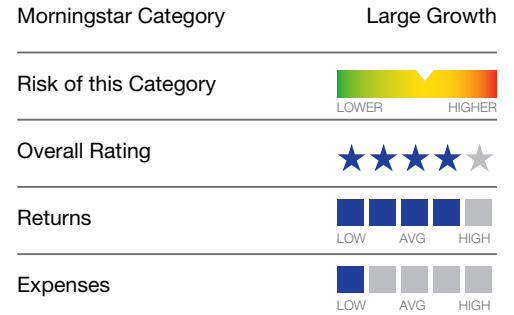 Morningstar Category Large Growth
Risk of this Category
LOWER HIGHER
Overall Rating
Returns
LOW AVG HIGH
Expenses
LOW AVG HIGH